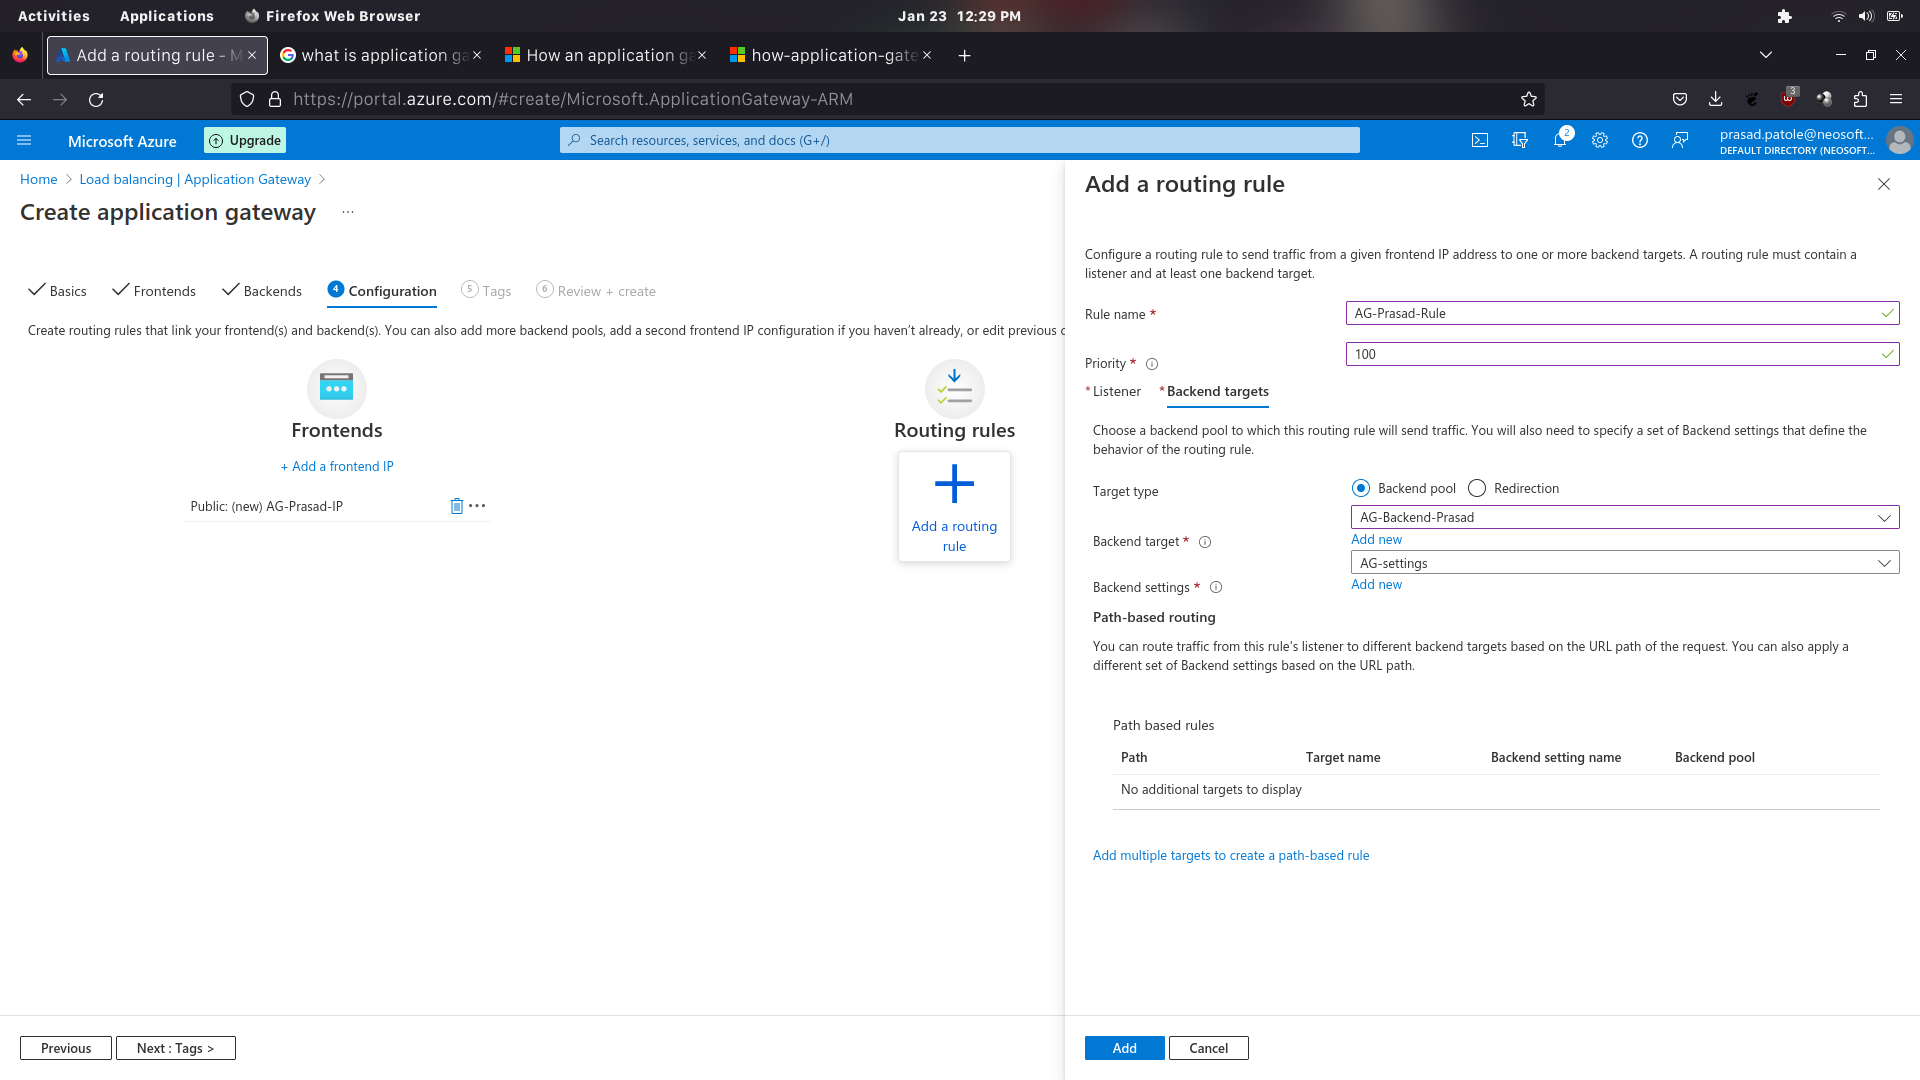 Activities Applications Firefox Web Browser Jan 23 12:29 PM
Add a routing rule - M what is application ga How an application ga how-application-gate
https://portal.azure.com/#create/Microsoft.ApplicationGateway-ARM 3
Microsoft Azure Upgrade Search resources, services, and docs (G+/) 2 prasad.patole@neosoft...
DEFAULT DIRECTORY (NEOSOFT...
Home > Load balancing | Application Gateway >
Create application gateway ...
Basics Frontends Backends 4 Configuration 5 Tags 6 Review + create
Create routing rules that link your frontend(s) and backend(s). You can also add more backend pools, add a second frontend IP configuration if you haven't already, or edit previous c
Frontends
+ Add a frontend IP
Public: (new) AG-Prasad-IP
Routing rules
Add a routing
rule
Previous Next : Tags >
Add a routing rule
Configure a routing rule to send traffic from a given frontend IP address to one or more backend targets. A routing rule must contain a
listener and at least one backend target.
Rule name * AG-Prasad-Rule
Priority * 100
* Listener * Backend targets
Choose a backend pool to which this routing rule will send traffic. You will also need to specify a set of Backend settings that define the
behavior of the routing rule.
Target type Backend pool Redirection
Backend target * AG-Backend-Prasad
Add new
Backend settings * AG-settings
Add new
Path-based routing
You can route traffic from this rule's listener to different backend targets based on the URL path of the request. You can also apply a
different set of Backend settings based on the URL path.
Path based rules
Path Target name Backend setting name Backend pool
No additional targets to display
Add multiple targets to create a path-based rule
Add Cancel